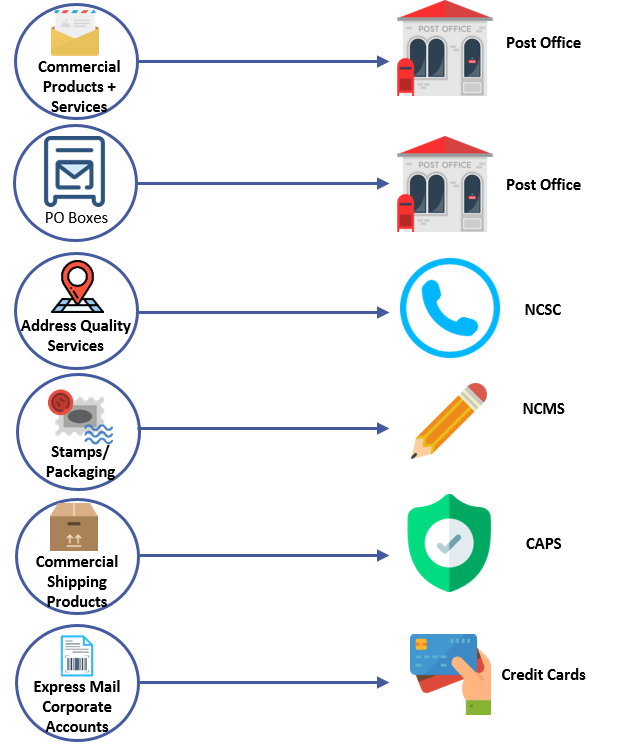 Commercial
Products +
Services
POST OFFICE
Post Office
PO Boxes
POST OFFICE
Post Office
Address Quality
Services
NCSC
Stamps/
Packaging
NCMS
Commercial
Shipping
Products
CAPS
Express Mail
Corporate
Accounts
Credit Cards